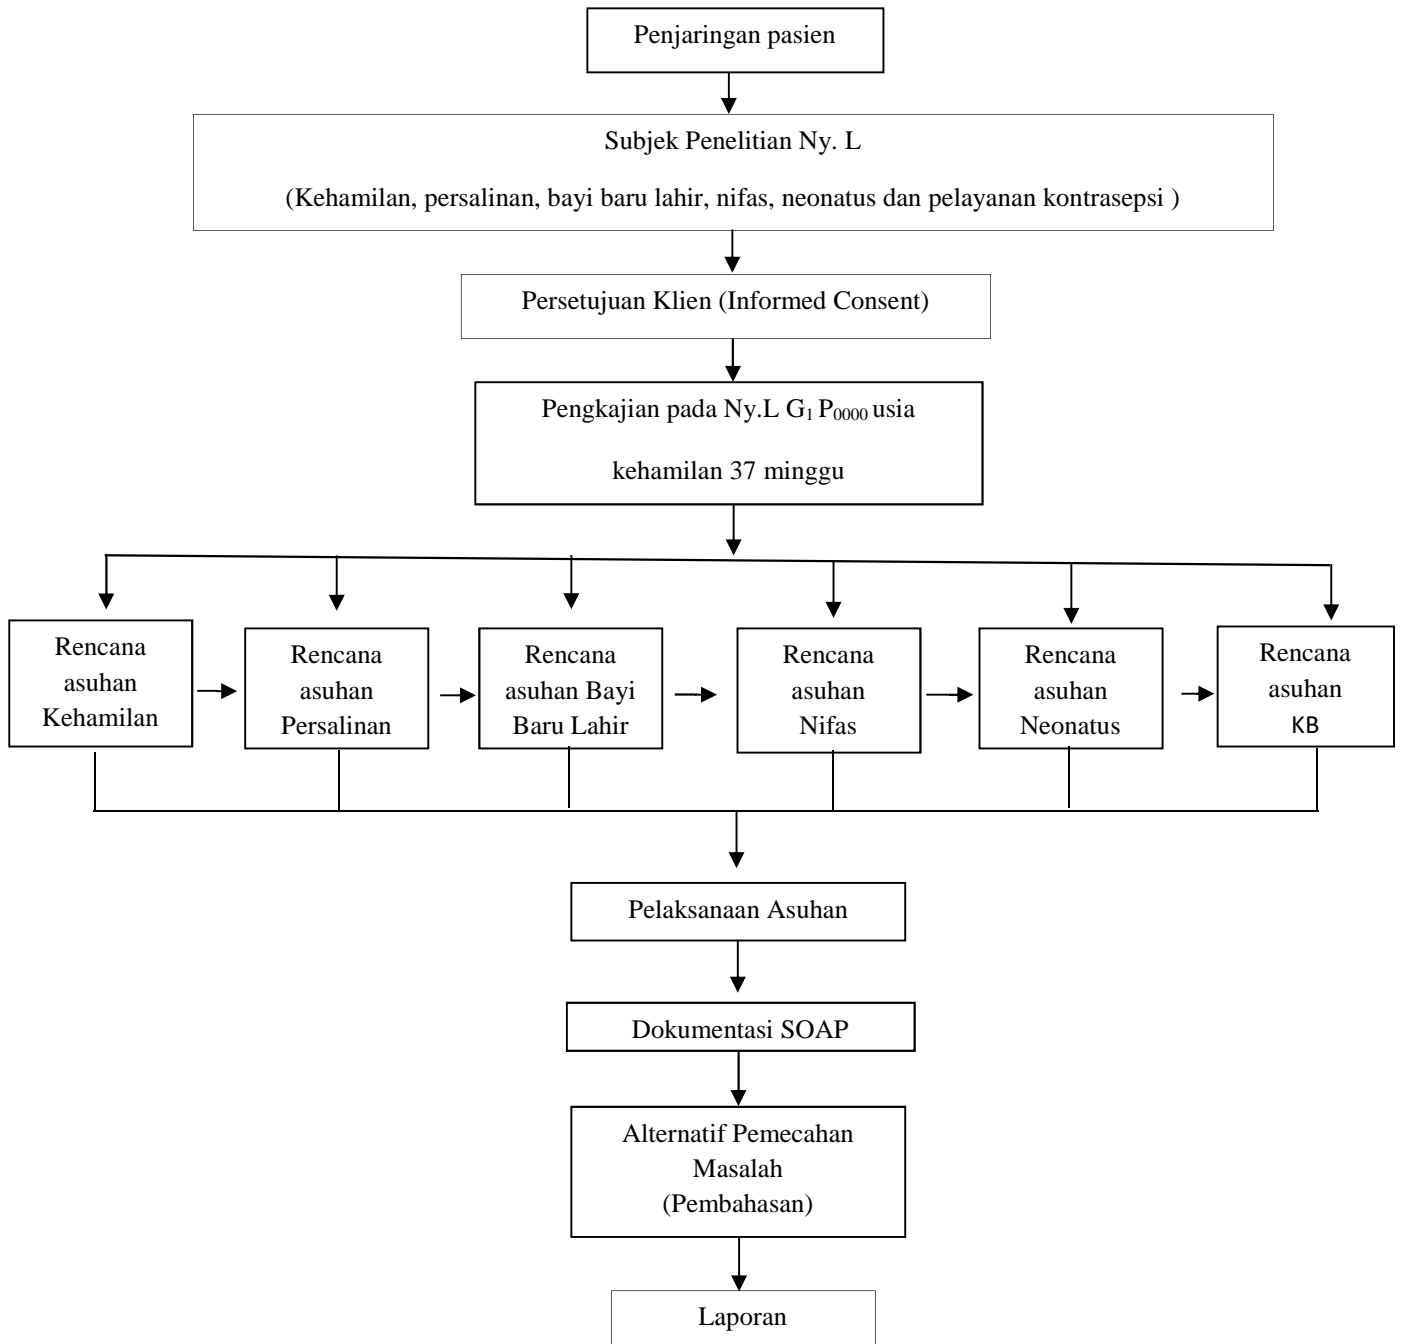 Penjaringan pasien
Subjek Penelitian Ny. L
(Kehamilan, persalinan, bayi baru lahir, nifas, neonatus dan pelayanan kontrasepsi )
Persetujuan Klien (Informed Consent)
Pengkajian pada Ny.L G₁ P₀₀₀₀ usia
kehamilan 37 minggu
Rencana
asuhan
Kehamilan
Rencana
asuhan
Persalinan
Rencana
asuhan Bayi
Baru Lahir
Rencana
asuhan
Nifas
Rencana
asuhan
Neonatus
Rencana
asuhan
KB
Pelaksanaan Asuhan
Dokumentasi SOAP
Alternatif Pemecahan
Masalah
(Pembahasan)
Laporan